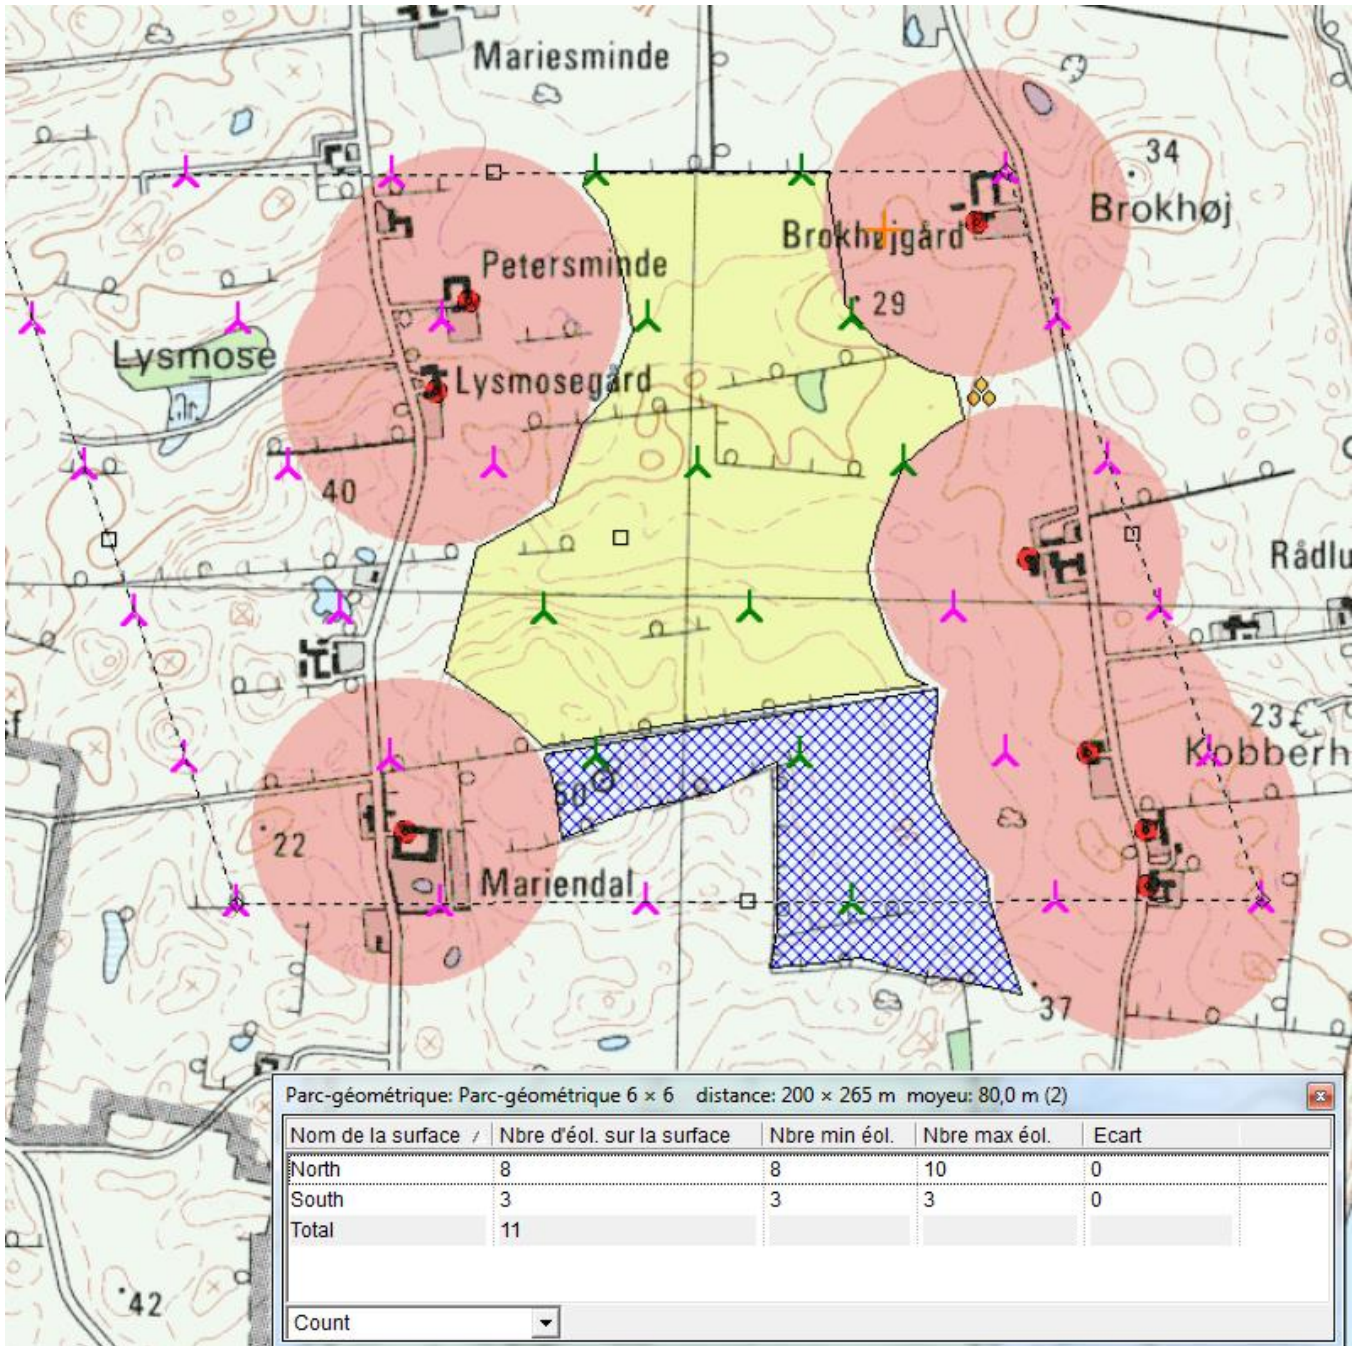 Mariesminde
34
Brokhøj
Brokhøjgård
Petersminde
29
Lysmose
Lysmosegård
40
Rådlu
23
Kobberh
50
22
Mariendal
37
42
Parc-géométrique: Parc-géométrique 6 × 6 distance: 200 × 265 m moyeu: 80,0 m (2)
Nom de la surface / Nbre d'éol. sur la surface Nbre min éol. Nbre max éol. Ecart
North 8 8 10 0
South 3 3 3 0
Total 11
Count